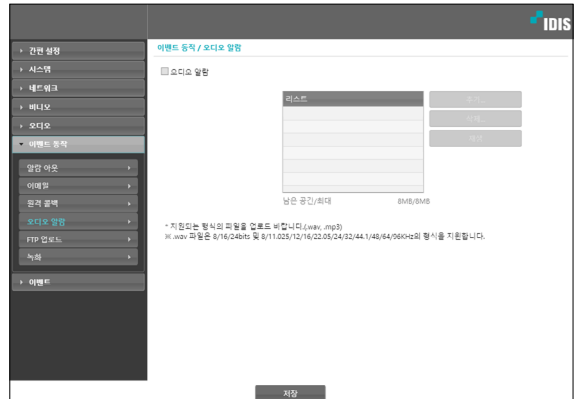 IDIS
간편 설정
시스템
네트워크
비디오
오디오
이벤트 동작
알람 아웃
이메일
원격 콜백
오디오 알람
FTP 업로드
녹화
이벤트
이벤트 동작 / 오디오 알람
오디오 알람
리스트
추가...
삭제...
남은 공간/최대 8MB/8MB
* 지원되는 형식의 파일을 업로드 바랍니다.(.wav, .mp3)
※ .wav 파일은 8/16/24bits 및 8/11.025/12/16/22.05/24/32/44.1/48/64/96KHz의 형식을 지원합니다.
저장